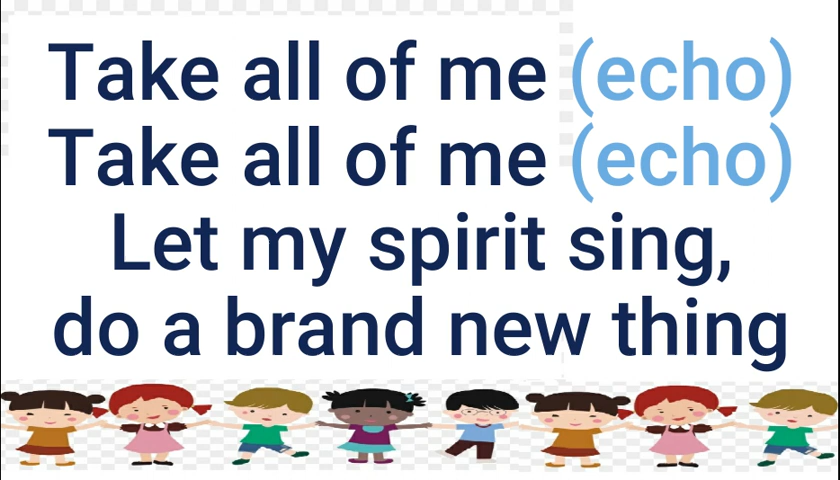 Take all of me (echo)
Take all of me (echo)
Let my spirit sing,
do a brand new thing